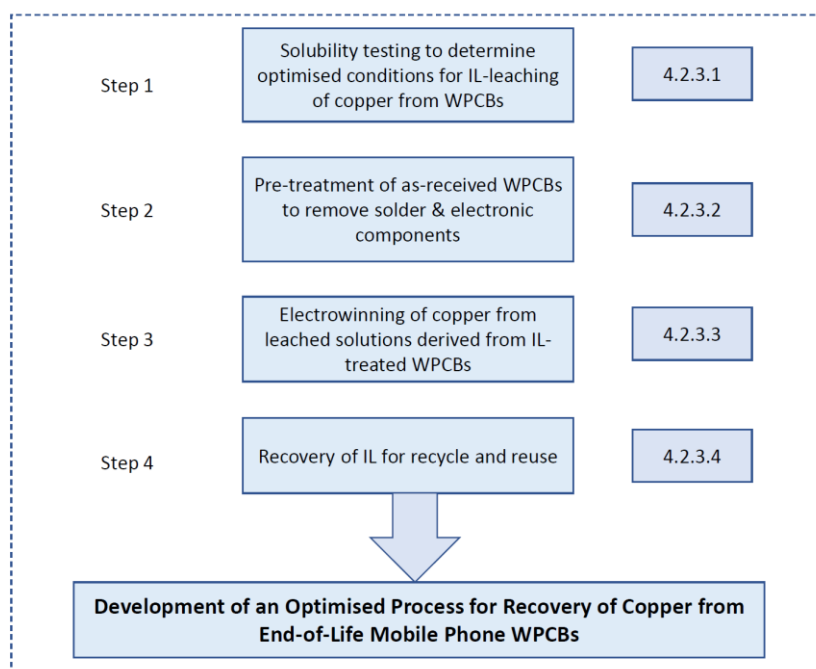 Step 1
Solubility testing to determine
optimised conditions for IL-leaching
of copper from WPCBs
4.2.3.1
Step 2
Pre-treatment of as-received WPCBs
to remove solder & electronic
components
4.2.3.2
Step 3
Electrowinning of copper from
leached solutions derived from IL-
treated WPCBs
4.2.3.3
Step 4
Recovery of IL for recycle and reuse
4.2.3.4
Development of an Optimised Process for Recovery of Copper from
End-of-Life Mobile Phone WPCBs